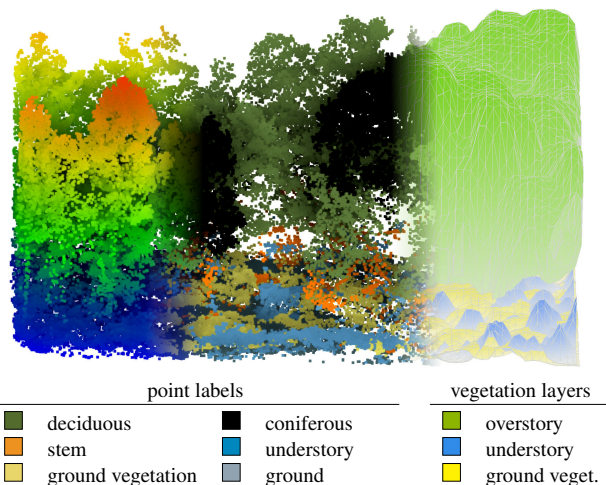 point labels
vegetation layers
deciduous coniferous overstory
stem understory understory
ground vegetation ground ground veget.